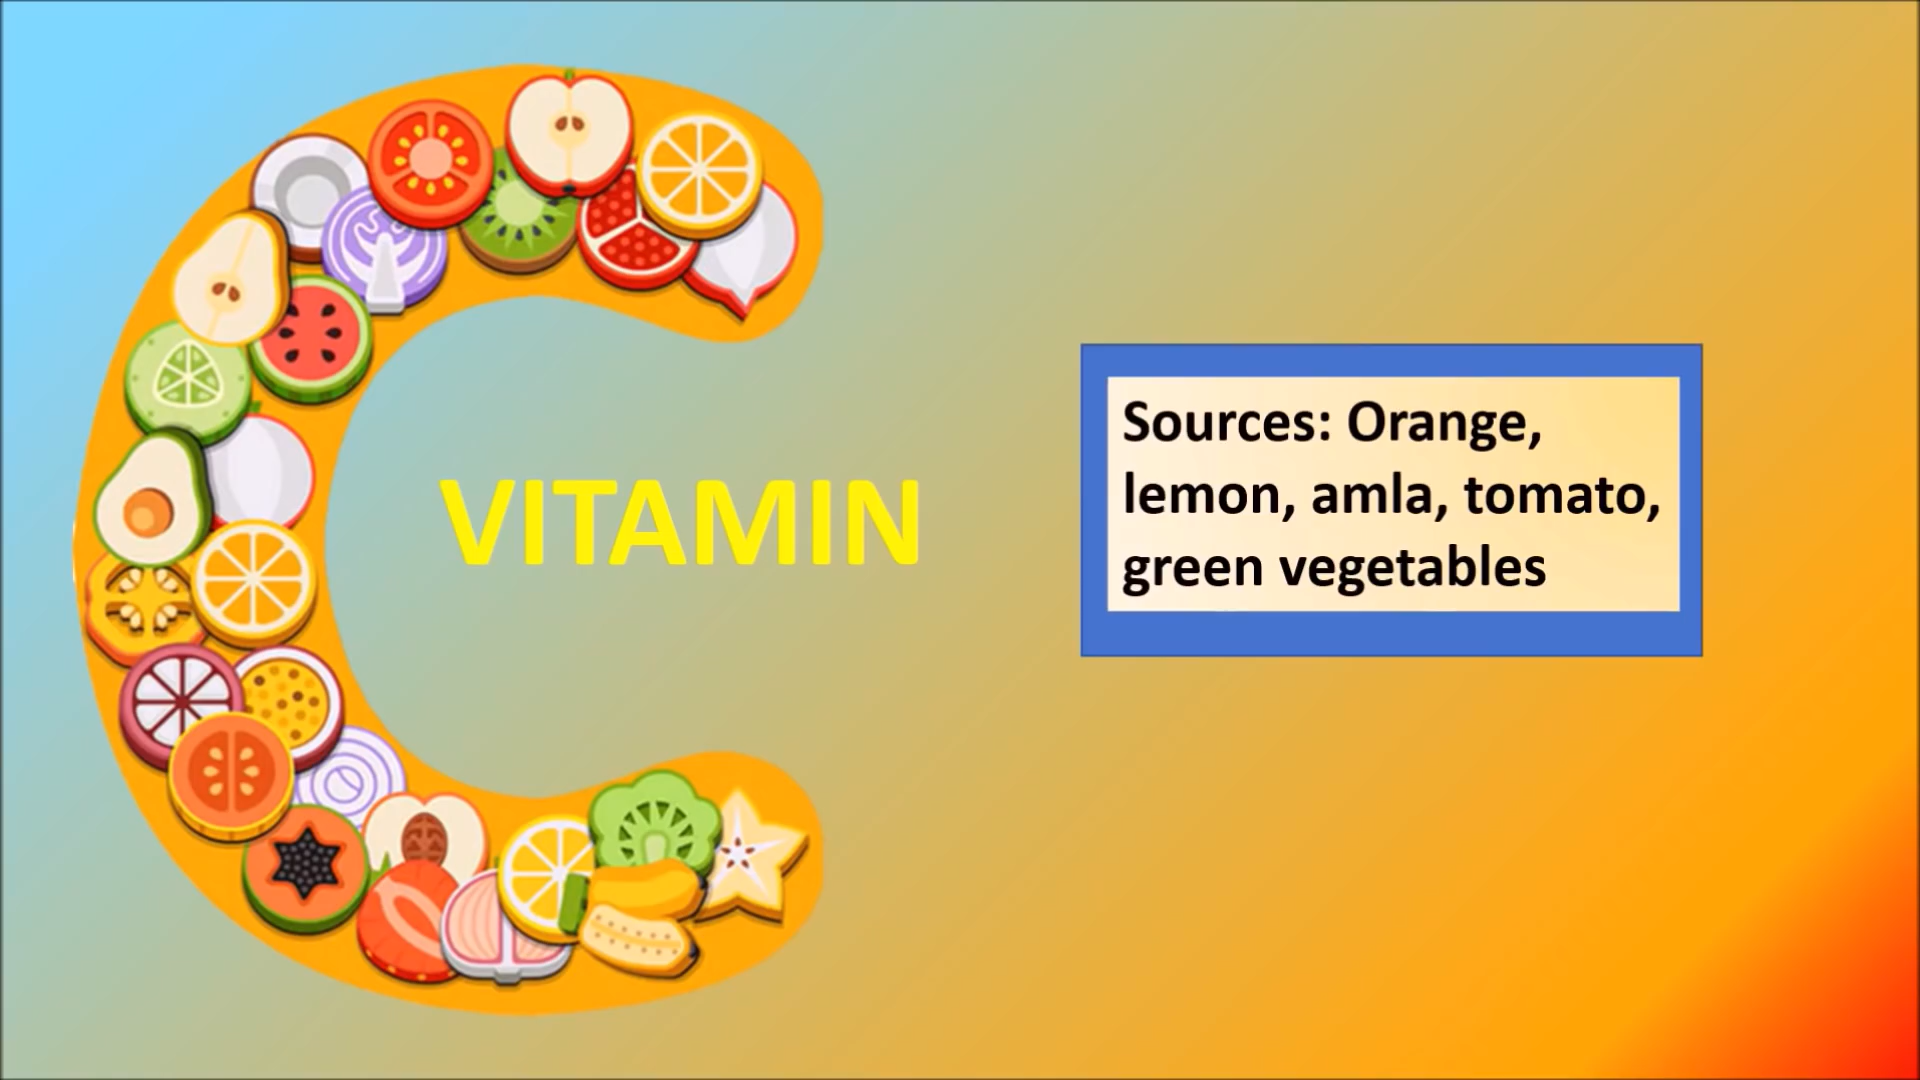 C
VITAMIN
Sources: Orange,
lemon, amla, tomato,
green vegetables